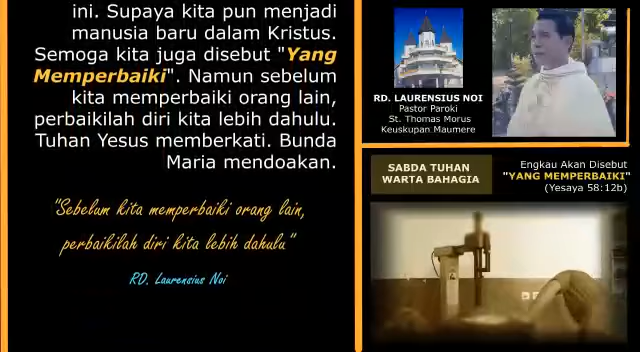 ini. Supaya kita pun menjadi
manusia baru dalam Kristus.
Semoga kita juga disebut "Yang
Memperbaiki". Namun sebelum
kita memperbaiki orang lain,
perbaikilah diri kita lebih dahulu.
Tuhan Yesus memberkati. Bunda
Maria mendoakan.
"Sebelum kita memperbaiki orang lain,
perbaikilah diri kita lebih dahulu"
RD. Laurensius Noi
RD. LAURENSIUS NOI
Pastor Paroki
St. Thomas Morus
Keuskupan Maumere
SABDA TUHAN
WARTA BAHAGIA
Engkau Akan Disebut
"YANG MEMPERBAIKI"
(Yesaya 58:12b)